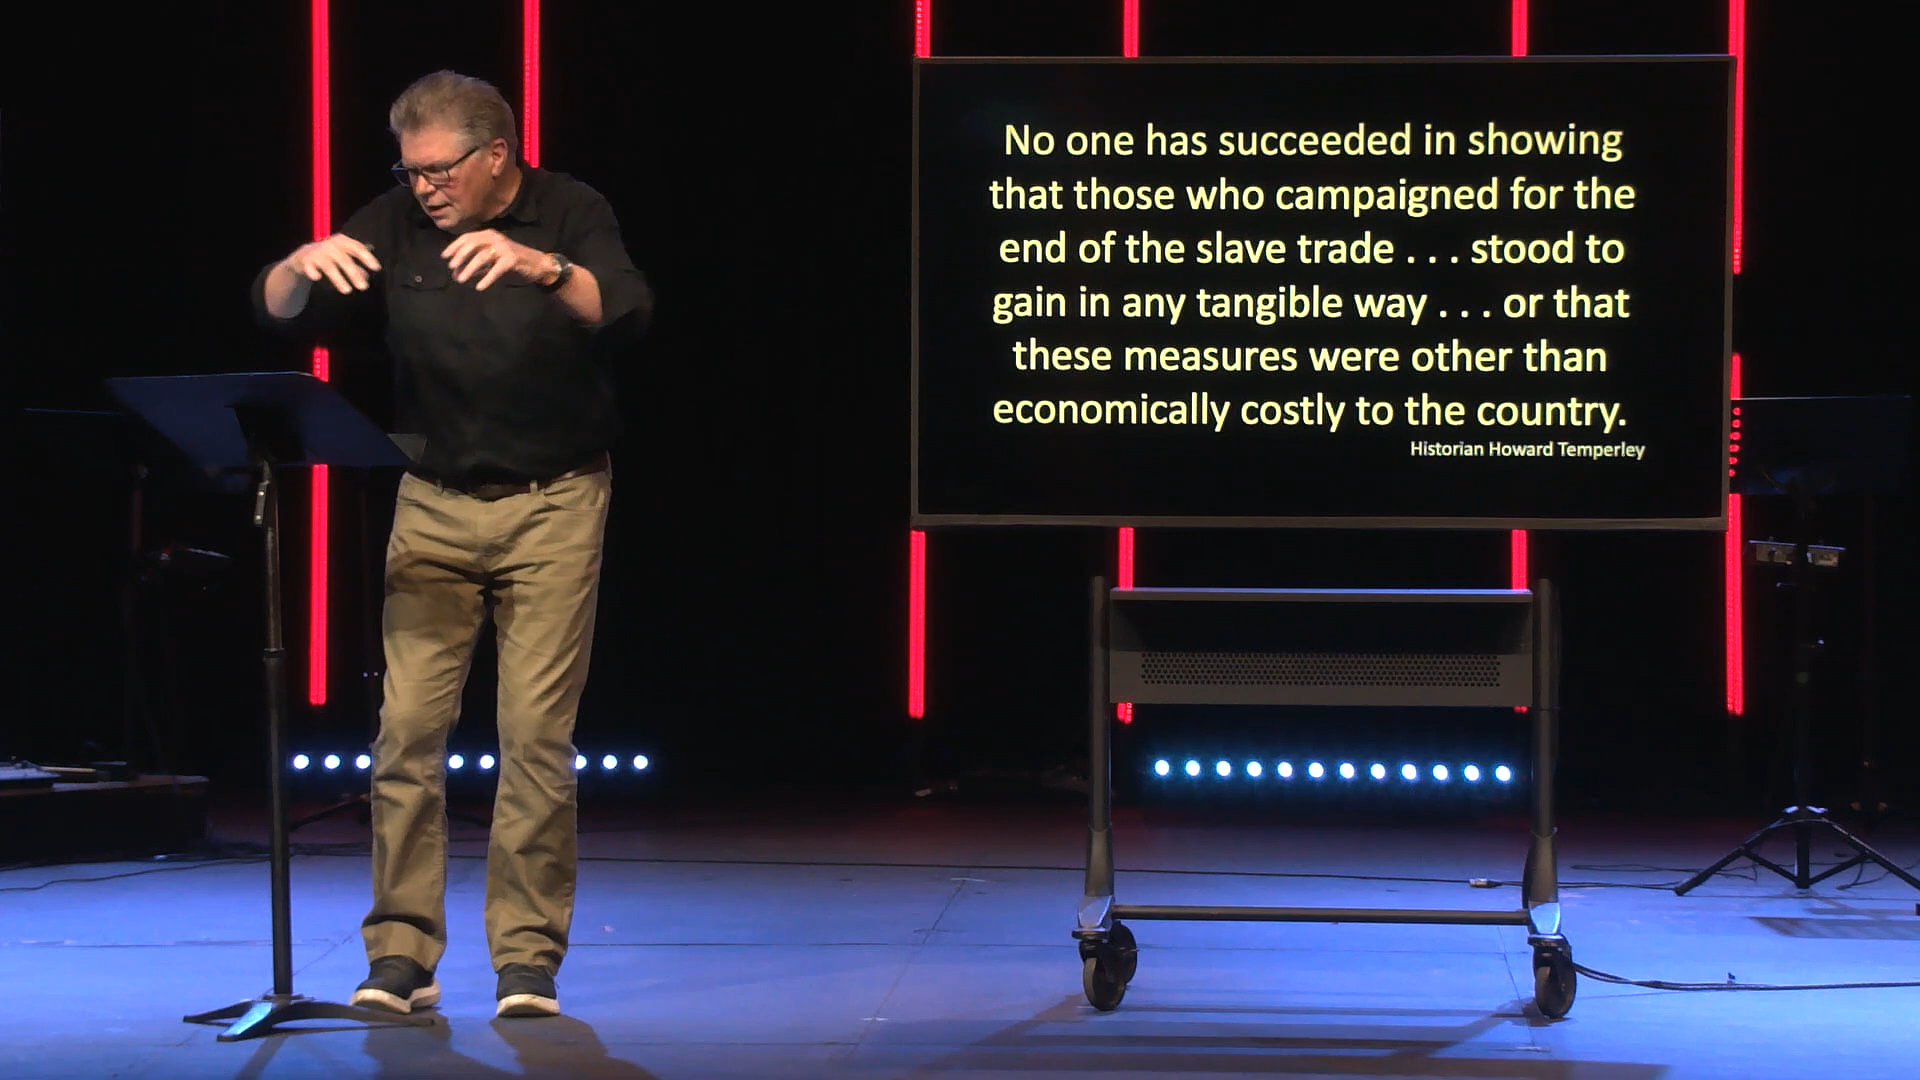 No one has succeeded in showing
that those who campaigned for the
end of the slave trade . . . stood to
gain in any tangible way . . . or that
these measures were other than
economically costly to the country.
Historian Howard Temperley